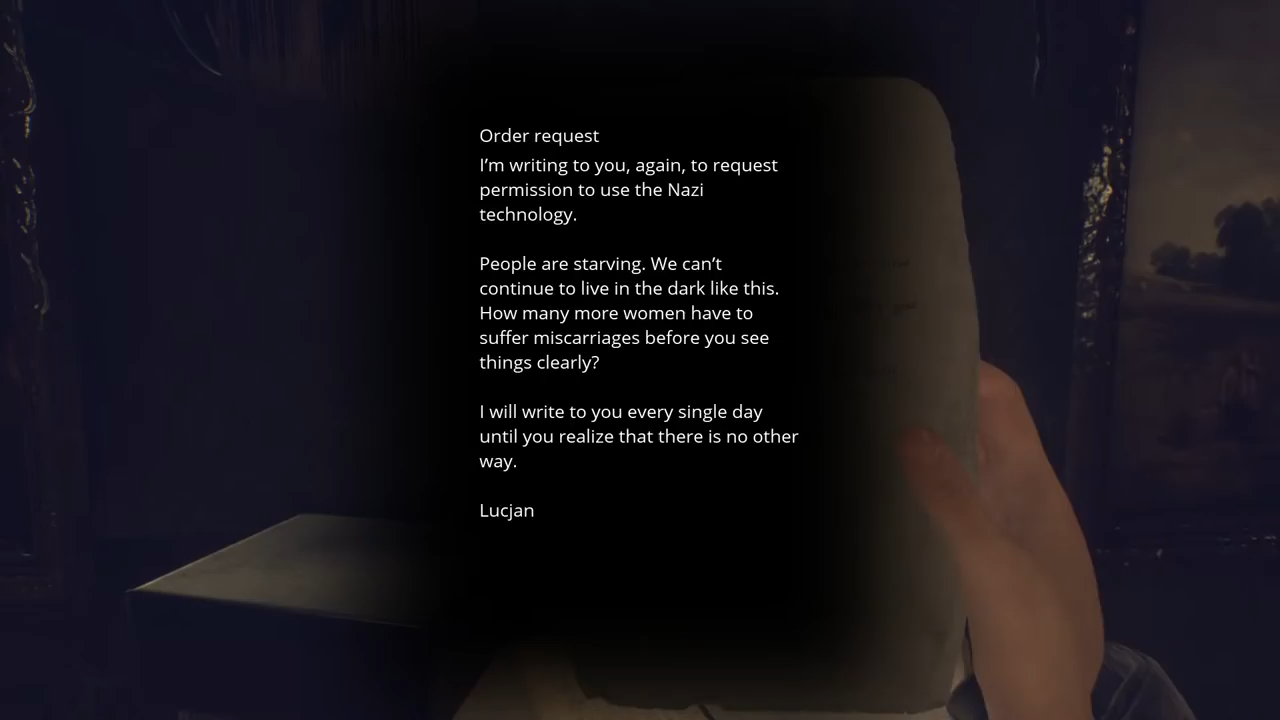 Order request
I’m writing to you, again, to request
permission to use the Nazi
technology.
People are starving. We can’t
continue to live in the dark like this.
How many more women have to
suffer miscarriages before you see
things clearly?
I will write to you every single day
until you realize that there is no other
way.
Lucjan